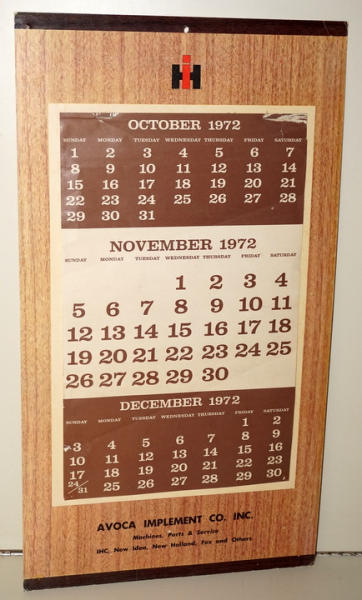 IH
OCTOBER 1972
SUNDAY MONDAY TUESDAY WEDNESDAY THURSDAY FRIDAY SATURDAY
1 2 3 4 5 6 7
8 9 10 11 12 13 14
15 16 17 18 19 20 21
22 23 24 25 26 27 28
29 30 31
NOVEMBER 1972
SUNDAY MONDAY TUESDAY WEDNESDAY THURSDAY FRIDAY SATURDAY
1 2 3 4
5 6 7 8 9 10 11
12 13 14 15 16 17 18
19 20 21 22 23 24 25
26 27 28 29 30
DECEMBER 1972
SUNDAY MONDAY TUESDAY WEDNESDAY THURSDAY FRIDAY SATURDAY
1 2
3 4 5 6 7 8 9
10 11 12 13 14 15 16
17 18 19 20 21 22 23
24/31 25 26 27 28 29 30
AVOCA IMPLEMENT CO. INC.
Machines, Parts & Service
IHC, New Idea, New Holland, Fox and Others